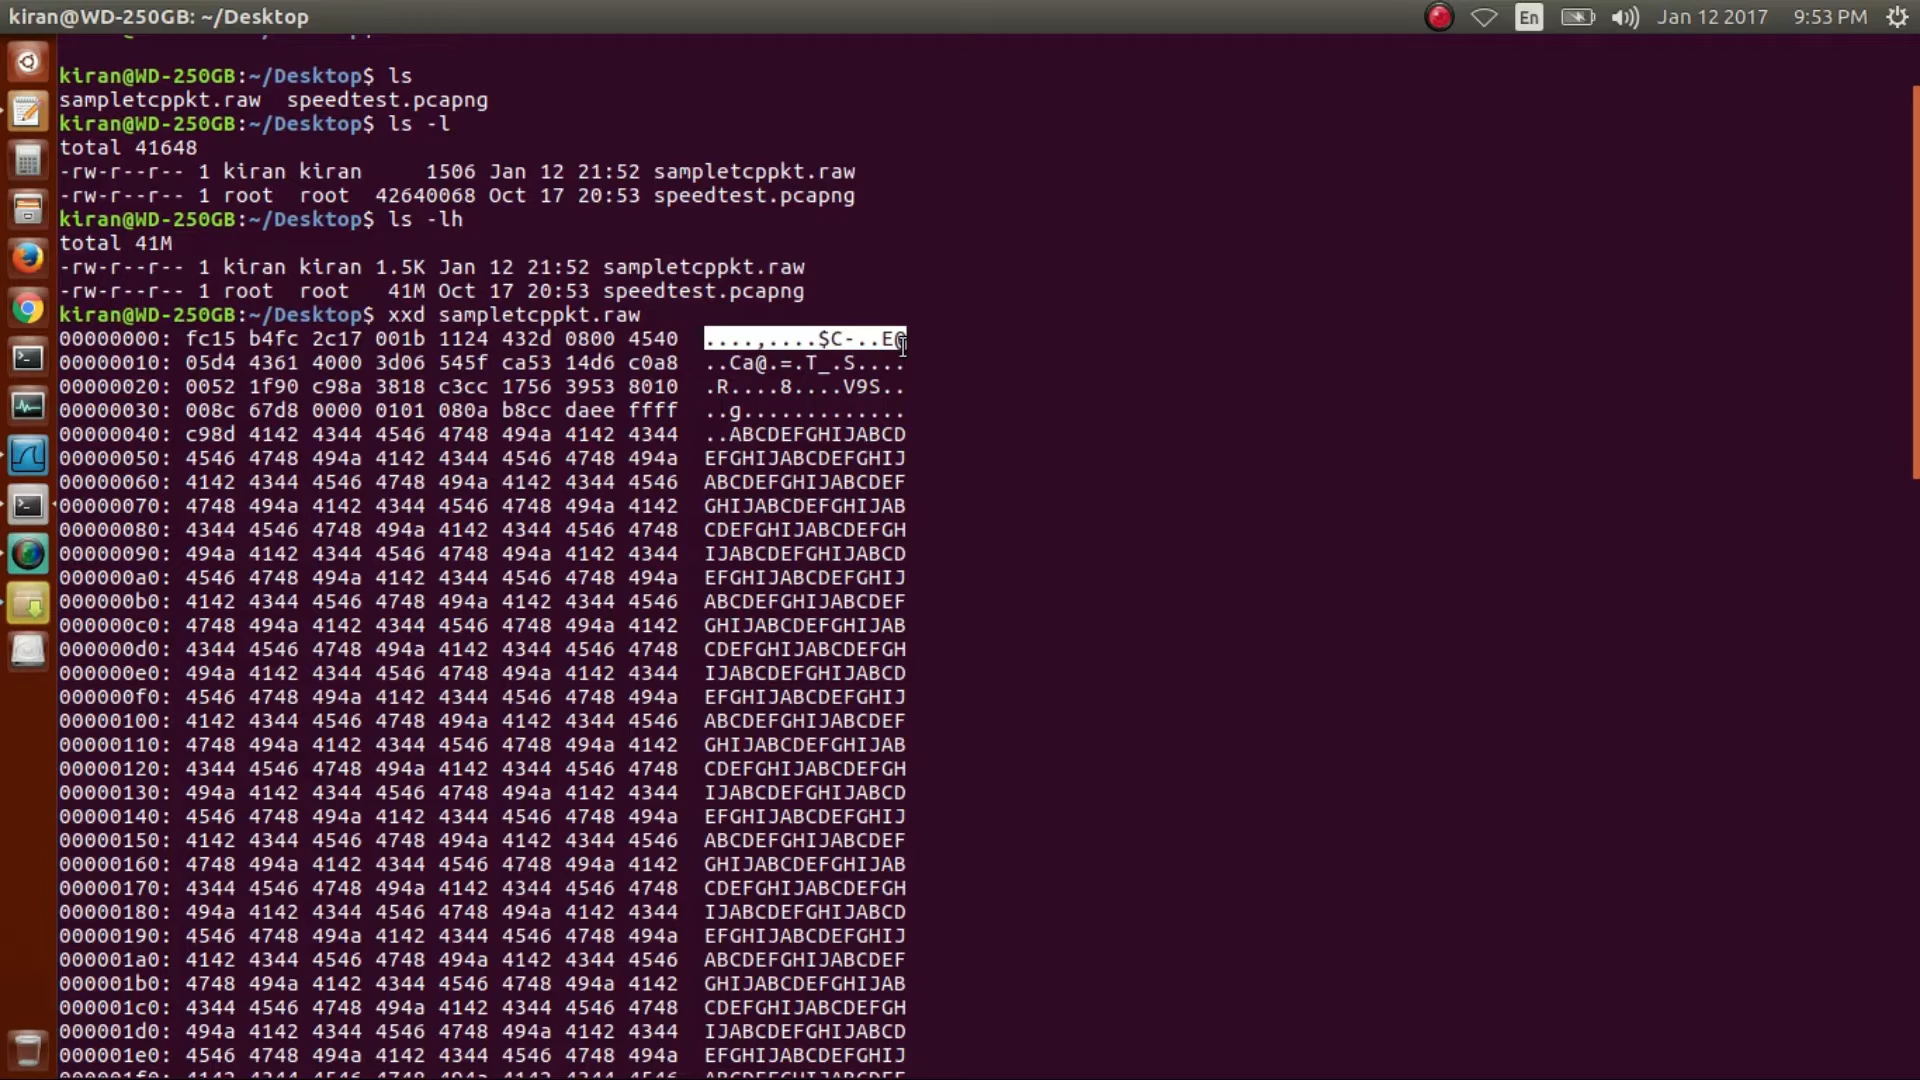 kiran@WD-250GB: ~/Desktop
En
Jan 12 2017
9:53 PM
kiran@WD-250GB:~/Desktop$ ls
sampletcppkt.raw  speedtest.pcapng
kiran@WD-250GB:~/Desktop$ ls -l
total 41648
-rw-r--r-- 1 kiran kiran     1506 Jan 12 21:52 sampletcppkt.raw
-rw-r--r-- 1 root  root  42640068 Oct 17 20:53 speedtest.pcapng
kiran@WD-250GB:~/Desktop$ ls -lh
total 41M
-rw-r--r-- 1 kiran kiran 1.5K Jan 12 21:52 sampletcppkt.raw
-rw-r--r-- 1 root  root   41M Oct 17 20:53 speedtest.pcapng
kiran@WD-250GB:~/Desktop$ xxd sampletcppkt.raw
00000000: fc15 b4fc 2c17 001b 1124 432d 0800 4540  ....,....$C-..E@
00000010: 05d4 4361 4000 3d06 545f ca53 14d6 c0a8  ..Ca@.=.T_.S....
00000020: 0052 1f90 c98a 3818 c3cc 1756 3953 8010  .R....8....V9S..
00000030: 008c 67d8 0000 0101 080a b8cc daee ffff  ..g.............
00000040: c98d 4142 4344 4546 4748 494a 4142 4344  ..ABCDEFGHIJABCD
00000050: 4546 4748 494a 4142 4344 4546 4748 494a  EFGHIJABCDEFGHIJ
00000060: 4142 4344 4546 4748 494a 4142 4344 4546  ABCDEFGHIJABCDEF
00000070: 4748 494a 4142 4344 4546 4748 494a 4142  GHIJABCDEFGHIJAB
00000080: 4344 4546 4748 494a 4142 4344 4546 4748  CDEFGHIJABCDEFGH
00000090: 494a 4142 4344 4546 4748 494a 4142 4344  IJABCDEFGHIJABCD
000000a0: 4546 4748 494a 4142 4344 4546 4748 494a  EFGHIJABCDEFGHIJ
000000b0: 4142 4344 4546 4748 494a 4142 4344 4546  ABCDEFGHIJABCDEF
000000c0: 4748 494a 4142 4344 4546 4748 494a 4142  GHIJABCDEFGHIJAB
000000d0: 4344 4546 4748 494a 4142 4344 4546 4748  CDEFGHIJABCDEFGH
000000e0: 494a 4142 4344 4546 4748 494a 4142 4344  IJABCDEFGHIJABCD
000000f0: 4546 4748 494a 4142 4344 4546 4748 494a  EFGHIJABCDEFGHIJ
00000100: 4142 4344 4546 4748 494a 4142 4344 4546  ABCDEFGHIJABCDEF
00000110: 4748 494a 4142 4344 4546 4748 494a 4142  GHIJABCDEFGHIJAB
00000120: 4344 4546 4748 494a 4142 4344 4546 4748  CDEFGHIJABCDEFGH
00000130: 494a 4142 4344 4546 4748 494a 4142 4344  IJABCDEFGHIJABCD
00000140: 4546 4748 494a 4142 4344 4546 4748 494a  EFGHIJABCDEFGHIJ
00000150: 4142 4344 4546 4748 494a 4142 4344 4546  ABCDEFGHIJABCDEF
00000160: 4748 494a 4142 4344 4546 4748 494a 4142  GHIJABCDEFGHIJAB
00000170: 4344 4546 4748 494a 4142 4344 4546 4748  CDEFGHIJABCDEFGH
00000180: 494a 4142 4344 4546 4748 494a 4142 4344  IJABCDEFGHIJABCD
00000190: 4546 4748 494a 4142 4344 4546 4748 494a  EFGHIJABCDEFGHIJ
000001a0: 4142 4344 4546 4748 494a 4142 4344 4546  ABCDEFGHIJABCDEF
000001b0: 4748 494a 4142 4344 4546 4748 494a 4142  GHIJABCDEFGHIJAB
000001c0: 4344 4546 4748 494a 4142 4344 4546 4748  CDEFGHIJABCDEFGH
000001d0: 494a 4142 4344 4546 4748 494a 4142 4344  IJABCDEFGHIJABCD
000001e0: 4546 4748 494a 4142 4344 4546 4748 494a  EFGHIJABCDEFGHIJ